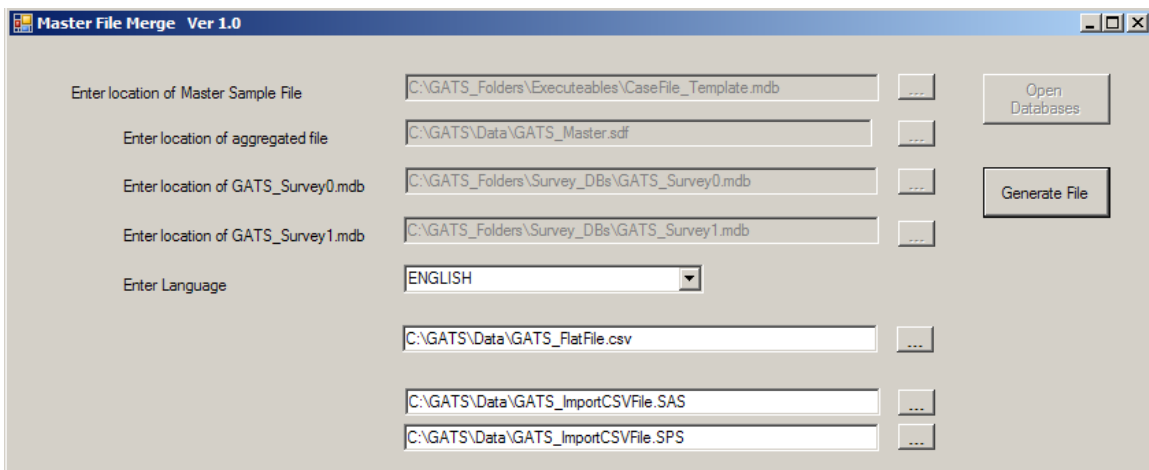 Master File Merge Ver 1.0
Enter location of Master Sample File
C:\GATS_Folders\Executeables\CaseFile_Template.mdb
...
Open
Databases
Enter location of aggregated file
C:\GATS\Data\GATS_Master.sdf
...
Enter location of GATS_Survey0.mdb
C:\GATS_Folders\Survey_DBs\GATS_Survey0.mdb
...
Generate File
Enter location of GATS_Survey1.mdb
C:\GATS_Folders\Survey_DBs\GATS_Survey1.mdb
...
Enter Language
ENGLISH
C:\GATS\Data\GATS_FlatFile.csv
...
C:\GATS\Data\GATS_ImportCSVFile.SAS
...
C:\GATS\Data\GATS_ImportCSVFile.SPS
...